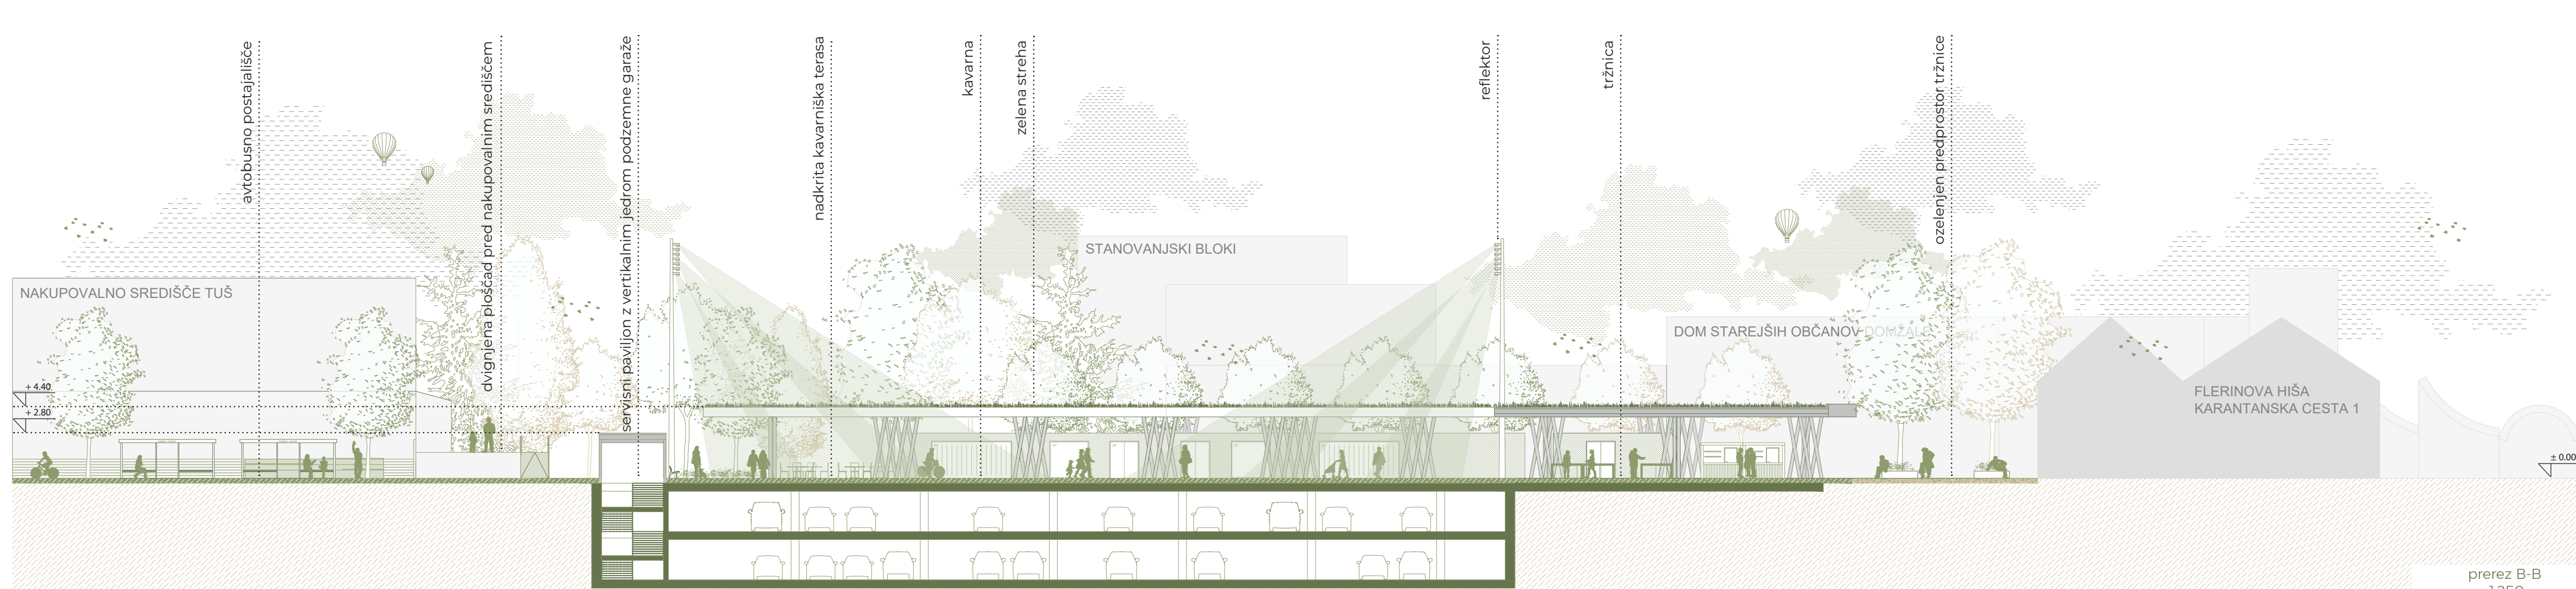 avtobusno postajališče
dvignjena ploščad pred nakupovalnim središčem
servisni paviljon z vertikalnim jedrom podzemne garaže
nadkrita kavarniška terasa
kavarna
zelena streha
reflektor
tržnica
ozelenjen predprostor tržnice
STANOVANJSKI BLOKI
NAKUPOVALNO SREDIŠČE TUŠ
DOM STAREJŠIH OBČANOV DOMŽALE
FLERINOVA HIŠA
KARANTANSKA CESTA 1
+ 4.40
+ 2.80
± 0.00
prerez B-B